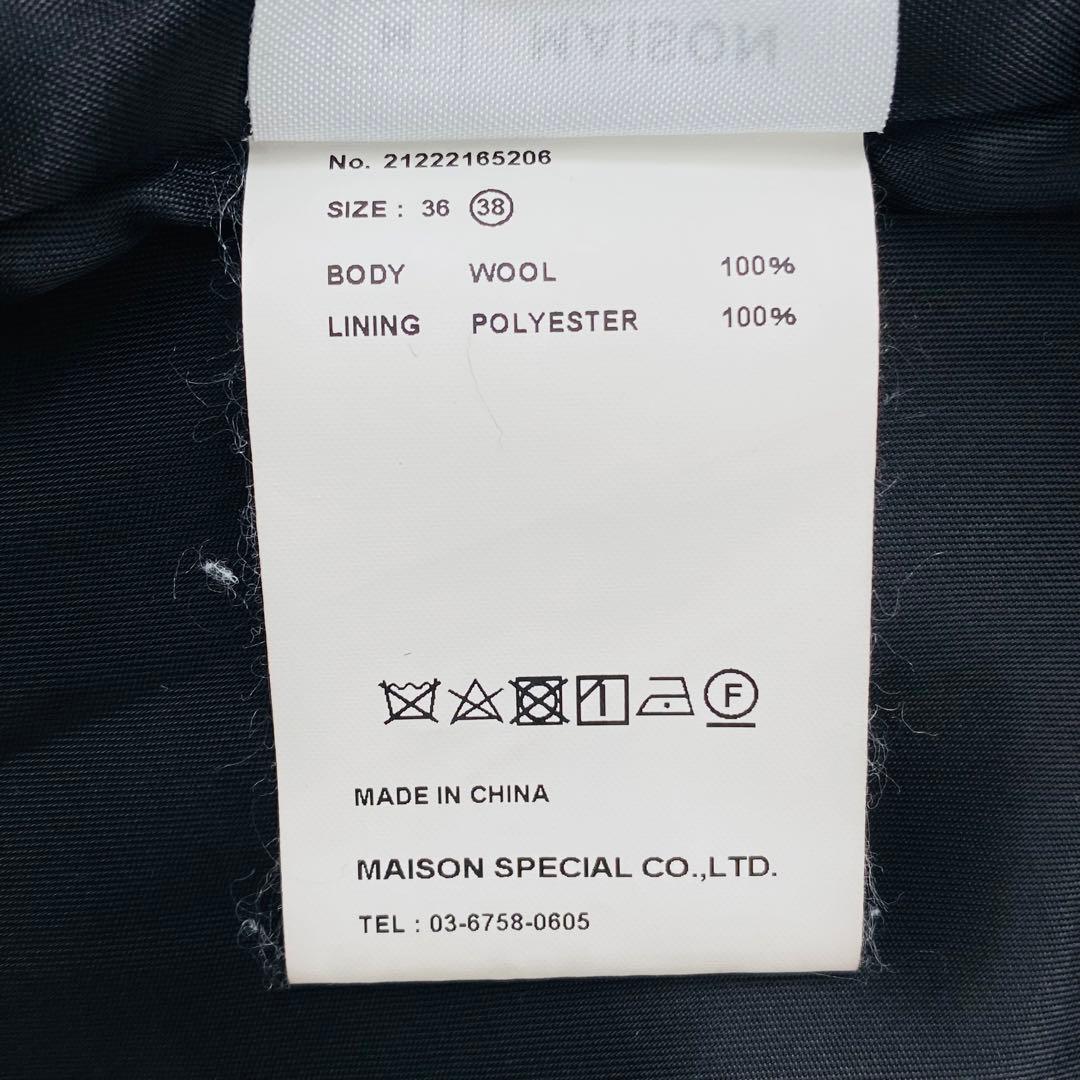 MAISON
No. 21222165206
SIZE : 36 38
BODY WOOL 100%
LINING POLYESTER 100%
F
MADE IN CHINA
MAISON SPECIAL CO.,LTD.
TEL : 03-6758-0605